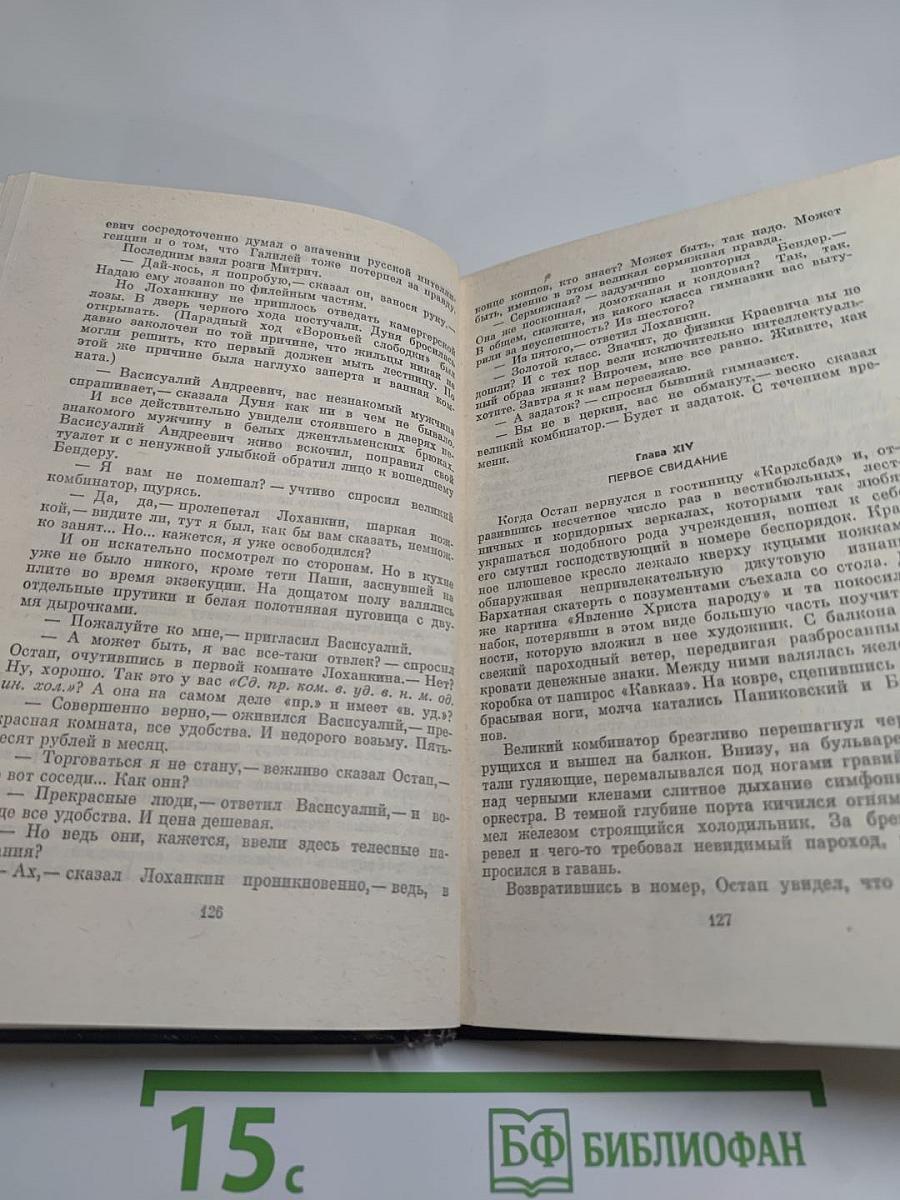 евич сосредоточенно думал о значении русской интеллигенции и о том, что Галилей тоже потерпел за правду.
Последним взял розги Митрич.
— Дай-кось, я попробую,— сказал он, занося руку.—
Надаю ему лозанов по филейным частям.
Но Лоханкину не пришлось отведать камергерской
лозы. В дверь черного хода постучали. Дуня бросилась
открывать. (Парадный ход «Вороньей слободки» был
давно заколочен по той причине, что жильцы никак не
могли решить, кто первый должен мыть лестницу. По
этой же причине была наглухо заперта и ванная ком-
ната.)
— Васисуалий Андреевич, вас незнакомый мужчина
спрашивает,— сказала Дуня как ни в чем не бывало.
И все действительно увидели стоявшего в дверях не-
знакомого мужчину в белых джентльменских брюках.
Васисуалий Андреевич живо вскочил, поправил свой
туалет и с ненужной улыбкой обратил лицо к вошедшему
Бендеру.
— Я вам не помешал? — учтиво спросил великий
комбинатор, щурясь.
— Да, да,— пролепетал Лоханкин, шаркая нож-
кой,— видите ли, тут я был, как бы вам сказать, немнож-
ко занят... Но... кажется, я уже освободился?
И он искательно посмотрел по сторонам. Но в кухне
уже не было никого, кроме тети Паши, заснувшей на
плите во время экзекуции. На дощатом полу валялись
отдельные прутики и белая полотняная пуговица с дву-
мя дырочками.
— Пожалуйте ко мне,— пригласил Васисуалий.
— А может быть, я вас все-таки отвлек? — спросил
Остап, очутившись в первой комнате Лоханкина.— Нет?
Ну, хорошо. Так это у вас «Сд. пр. ком. в. уд. в. н. м. од.
ин. хол.»? А она на самом деле «пр.» и имеет «в. уд.»?
— Совершенно верно,— оживился Васисуалий,— пре-
красная комната, все удобства. И недорого возьму. Пять-
есят рублей в месяц.
— Торговаться я не стану,— вежливо сказал Остап,—
вот соседи... Как они?
— Прекрасные люди,— ответил Васисуалий,— и во-
де все удобства. И цена дешевая.
— Но ведь они, кажется, ввели здесь телесные на-
ания?
— Ах,— сказал Лоханкин проникновенно,— ведь, в
126
конце концов, кто знает? Может быть, так надо. Может
быть, именно в этом великая сермяжная правда.
— Сермяжная? — задумчиво повторил Бендер.—
Она же посконная, домотканая и кондовая? Так, так.
В общем, скажите, из какого класса гимназии вас вытурили за неуспешность? Из шестого?
— Из пятого,— ответил Лоханкин.
— Золотой класс. Значит, до физики Краевича вы не
дошли? И с тех пор вели исключительно интеллектуаль-
ный образ жизни? Впрочем, мне все равно. Живите, как
хотите. Завтра я к вам переезжаю.
— А задаток? — спросил бывший гимназист.
— Вы не в церкви, вас не обманут,— веско сказал
великий комбинатор.— Будет и задаток. С течением вре-
мени.
Глава XIV
ПЕРВОЕ СВИДАНИЕ
Когда Остап вернулся в гостиницу «Карлсбад» и, от-
разившись несчетное число раз в вестибюльных, лест-
ничных и коридорных зеркалах, которыми так любят
украшаться подобного рода учреждения, вошел к себе
его смутил господствующий в номере беспорядок. Крас
ное плюшевое кресло лежало кверху куцыми ножкам
обнаруживая непривлекательную джутовую изнан
Бархатная скатерть с позументами съехала со стола.
же картина «Явление Христа народу» и та покосил
набок, потерявши в этом виде большую часть поучит
ности, которую вложил в нее художник. С балкона
свежий пароходный ветер, передвигая разбросанны
кровати денежные знаки. Между ними валялась желе
коробка от папирос «Кавказ». На ковре, сцепившись
брасывая ноги, молча катались Паниковский и Б
нов.
Великий комбинатор брезгливо перешагнул чер
рущихся и вышел на балкон. Внизу, на бульваре
тали гуляющие, перемалывался под ногами гравий
над черными кленами слитное дыхание симфони
оркестра. В темной глубине порта кичился огням
мел железом строящийся холодильник. За бре
ревел и чего-то требовал невидимый пароход,
просился в гавань.
Возвратившись в номер, Остап увидел, что
127
15 с
БФ БИБЛИОФАН